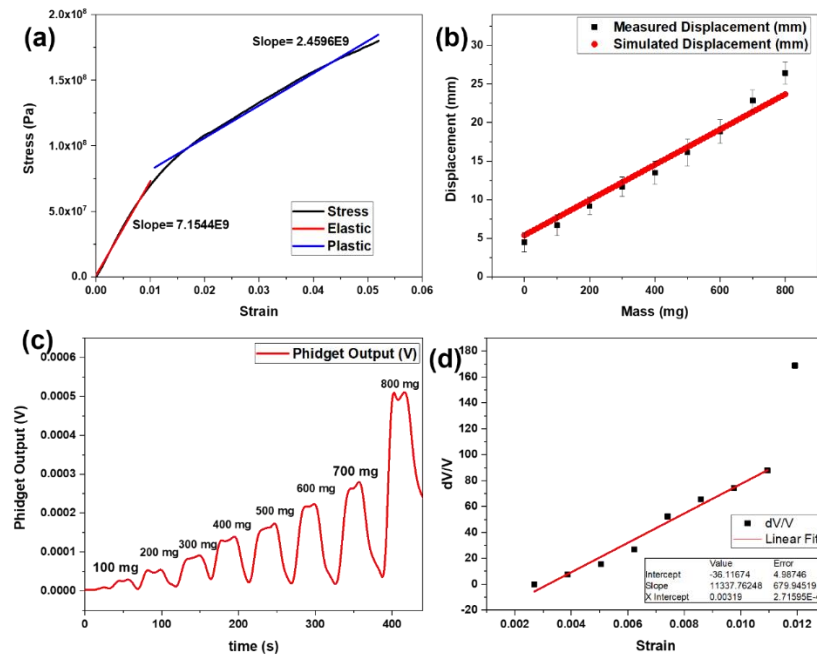 (a)
2.0x10⁸
1.5x10⁸
1.0x10⁸
5.0x10⁷
0.0
Stress (Pa)
Slope= 2.4596E9
Slope= 7.1544E9
Stress
Elastic
Plastic
0.00 0.01 0.02 0.03 0.04 0.05 0.06
Strain
(b)
Measured Displacement (mm)
Simulated Displacement (mm)
30
25
20
15
10
5
0
Displacement (mm)
0 200 400 600 800
Mass (mg)
(c)
Phidget Output (V)
0.0006
0.0005
0.0004
0.0003
0.0002
0.0001
0.0000
Phidget Output (V)
100 mg
200 mg
300 mg
400 mg
500 mg
600 mg
700 mg
800 mg
0 100 200 300 400
time (s)
(d)
180
160
140
120
100
80
60
40
20
0
-20
dV/V
dV/V
Linear Fit
Value Error
Intercept -36.11674 4.98746
Slope 11337.76248 679.94519
X Intercept 0.00319 2.71595E-4
0.002 0.004 0.006 0.008 0.010 0.012
Strain